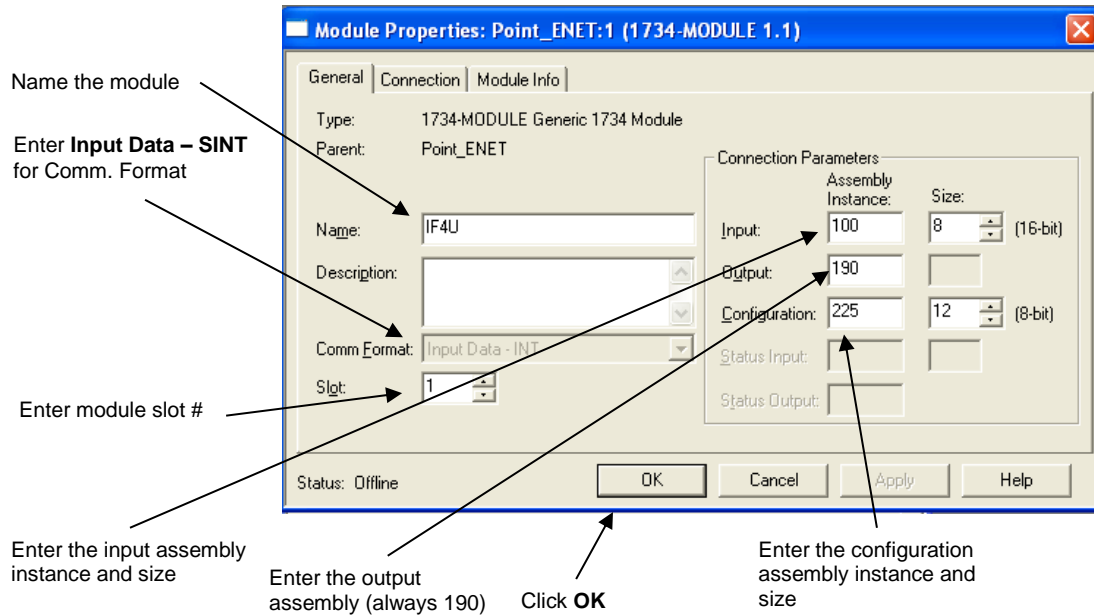 Module Properties: Point_ENET:1 (1734-MODULE 1.1)
General
Connection
Module Info
Name the module
Type: 1734-MODULE Generic 1734 Module
Parent: Point_ENET
Enter Input Data – SINT
for Comm. Format
Connection Parameters
Assembly
Instance:
Size:
Name: IF4U
Input: 100 8 (16-bit)
Description:
Output: 190
Configuration: 225 12 (8-bit)
Comm Format: Input Data - INT
Status Input:
Slot: 1
Status Output:
Enter module slot #
Status: Offline
OK
Cancel
Apply
Help
Enter the input assembly
instance and size
Enter the output
assembly (always 190)
Click OK
Enter the configuration
assembly instance and
size